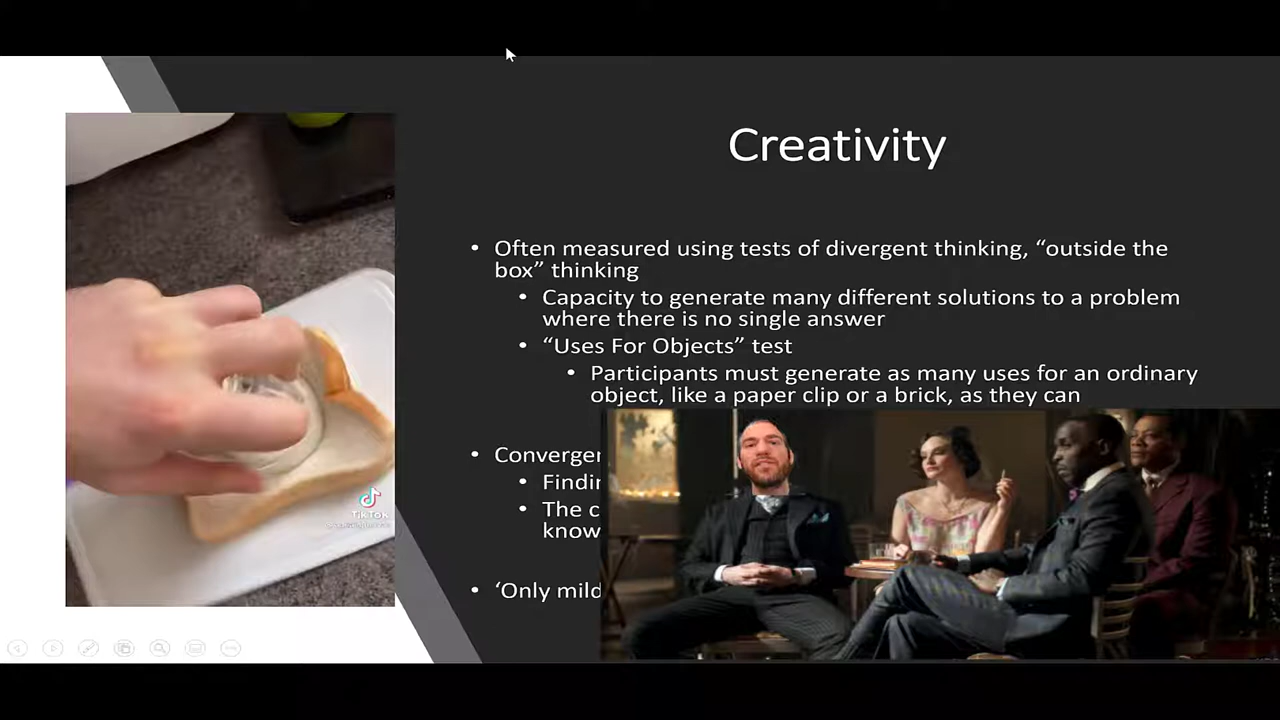 Creativity
• Often measured using tests of divergent thinking, “outside the
box” thinking
• Capacity to generate many different solutions to a problem
where there is no single answer
• “Uses For Objects” test
• Participants must generate as many uses for an ordinary
object, like a paper clip or a brick, as they can
• Converger
• Findir
• The c
know
• ‘Only mild
TikTok